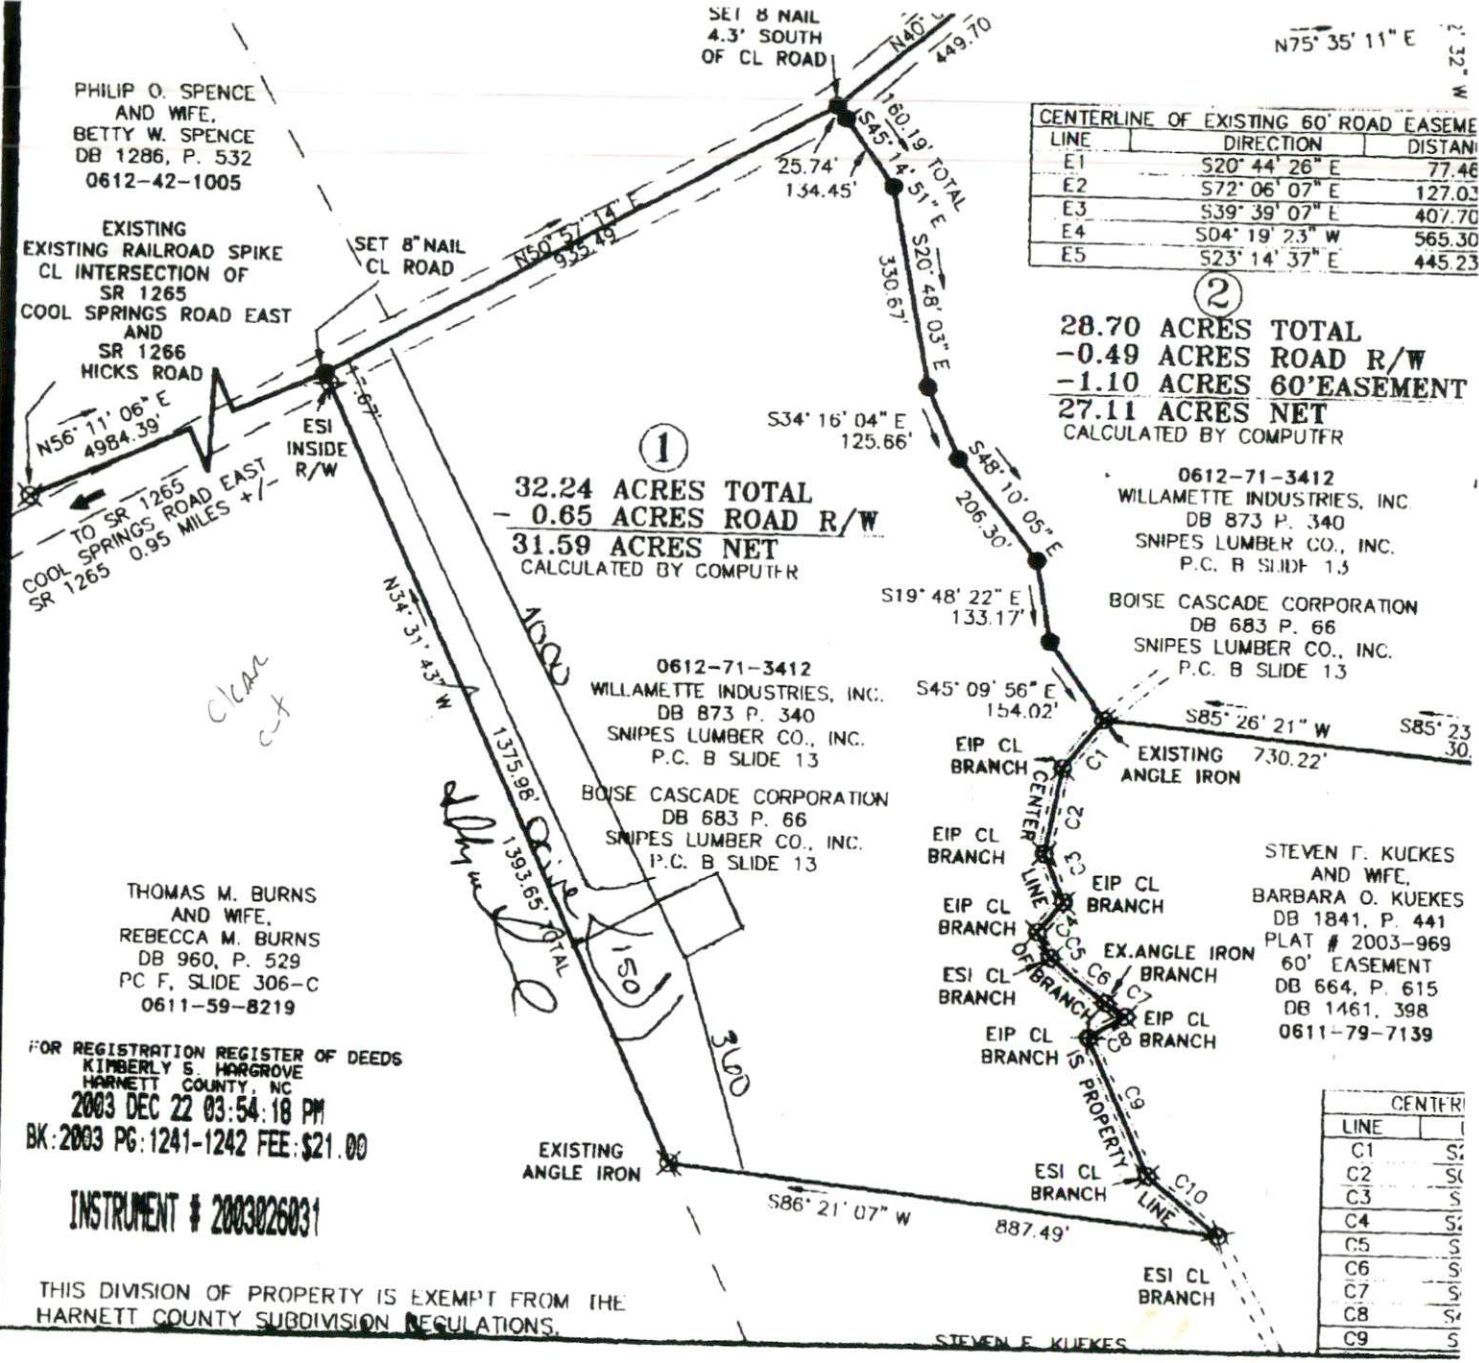 SET 8 NAIL
4.3' SOUTH
OF CL ROAD
449.70
N75° 35' 11" E
2' 32" W
PHILIP O. SPENCE
AND WIFE,
BETTY W. SPENCE
DB 1286, P. 532
0612-42-1005
EXISTING
EXISTING RAILROAD SPIKE
CL INTERSECTION OF
SR 1265
COOL SPRINGS ROAD EAST
AND
SR 1266
HICKS ROAD
SET 8"NAIL
CL ROAD
N50° 57' 14" E
935.49
25.74'
134.45'
160.19' TOTAL
S45° 14' 51" E
CENTERLINE OF EXISTING 60' ROAD EASEME
LINE DIRECTION DISTAN
E1 S20° 44' 26" E 77.46
E2 S72° 06' 07" E 127.03
E3 S39° 39' 07" E 407.70
E4 S04° 19' 23" W 565.30
E5 S23° 14' 37" E 445.23
S20° 48' 03" E
330.67'
2
28.70 ACRES TOTAL
-0.49 ACRES ROAD R/W
-1.10 ACRES 60'EASEMENT
27.11 ACRES NET
CALCULATED BY COMPUTER
N56° 11' 06" E
4984.39'
ESI
INSIDE
R/W
TO SR 1265
COOL SPRINGS ROAD EAST
SR 1265 0.95 MILES +/-
1
32.24 ACRES TOTAL
- 0.65 ACRES ROAD R/W
31.59 ACRES NET
CALCULATED BY COMPUTER
S34° 16' 04" E
125.66'
S48° 10' 05" E
206.30'
0612-71-3412
WILLAMETTE INDUSTRIES, INC.
DB 873 P. 340
SNIPES LUMBER CO., INC.
P.C. B SLIDE 13
BOISE CASCADE CORPORATION
DB 683 P. 66
SNIPES LUMBER CO., INC.
P.C. B SLIDE 13
S19° 48' 22" E
133.17'
N34° 31' 43" W
1000
Clear
cut
0612-71-3412
WILLAMETTE INDUSTRIES, INC.
DB 873 P. 340
SNIPES LUMBER CO., INC.
P.C. B SLIDE 13
BOISE CASCADE CORPORATION
DB 683 P. 66
SNIPES LUMBER CO., INC.
P.C. B SLIDE 13
S45° 09' 56" E
154.02'
S85° 26' 21" W
730.22'
S85° 23
30
EXISTING
ANGLE IRON
EIP CL
BRANCH
C1
C2
EIP CL
BRANCH
C3
EIP CL
BRANCH
EIP CL
BRANCH
C4
C5
ESI CL
BRANCH
C6
EX.ANGLE IRON
BRANCH
C7
EIP CL
BRANCH
C8
EIP CL
BRANCH
CENTER LINE OF BRANCH IS PROPERTY LINE
C9
C10
ESI CL
BRANCH
ESI CL
BRANCH
1375.98'
1393.65' TOTAL
Drive
150
300
STEVEN F. KUEKES
AND WIFE,
BARBARA O. KUEKES
DB 1841, P. 441
PLAT # 2003-969
60' EASEMENT
DB 664, P. 615
DB 1461, 398
0611-79-7139
THOMAS M. BURNS
AND WIFE,
REBECCA M. BURNS
DB 960, P. 529
PC F, SLIDE 306-C
0611-59-8219
FOR REGISTRATION REGISTER OF DEEDS
KIMBERLY S. HARGROVE
HARNETT COUNTY, NC
2003 DEC 22 03:54:18 PM
BK:2003 PG:1241-1242 FEE:$21.00
INSTRUMENT # 2003026031
EXISTING
ANGLE IRON
S86° 21' 07" W
887.49'
CENTERL
LINE
C1
C2
C3
C4
C5
C6
C7
C8
C9
THIS DIVISION OF PROPERTY IS EXEMPT FROM THE
HARNETT COUNTY SUBDIVISION REGULATIONS.
STEVEN F. KUEKES